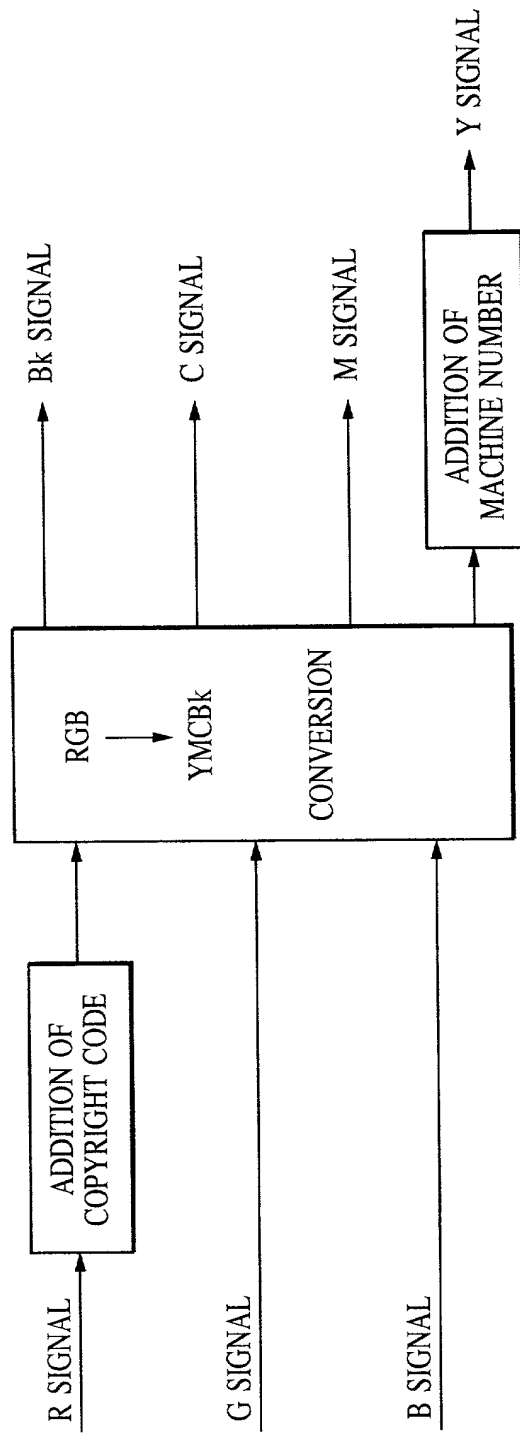 R SIGNAL
ADDITION OF
COPYRIGHT CODE
G SIGNAL
B SIGNAL
RGB
YMCBk
CONVERSION
Bk SIGNAL
C SIGNAL
M SIGNAL
ADDITION OF
MACHINE NUMBER
Y SIGNAL